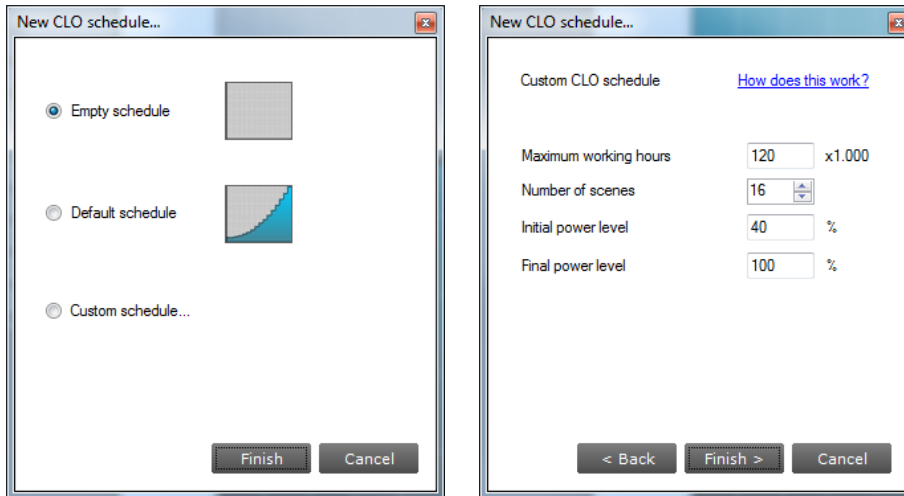 New CLO schedule...
Empty schedule
Default schedule
Custom schedule...
Finish
Cancel
New CLO schedule...
Custom CLO schedule How does this work?
Maximum working hours 120 x1.000
Number of scenes 16
Initial power level 40 %
Final power level 100 %
< Back Finish > Cancel